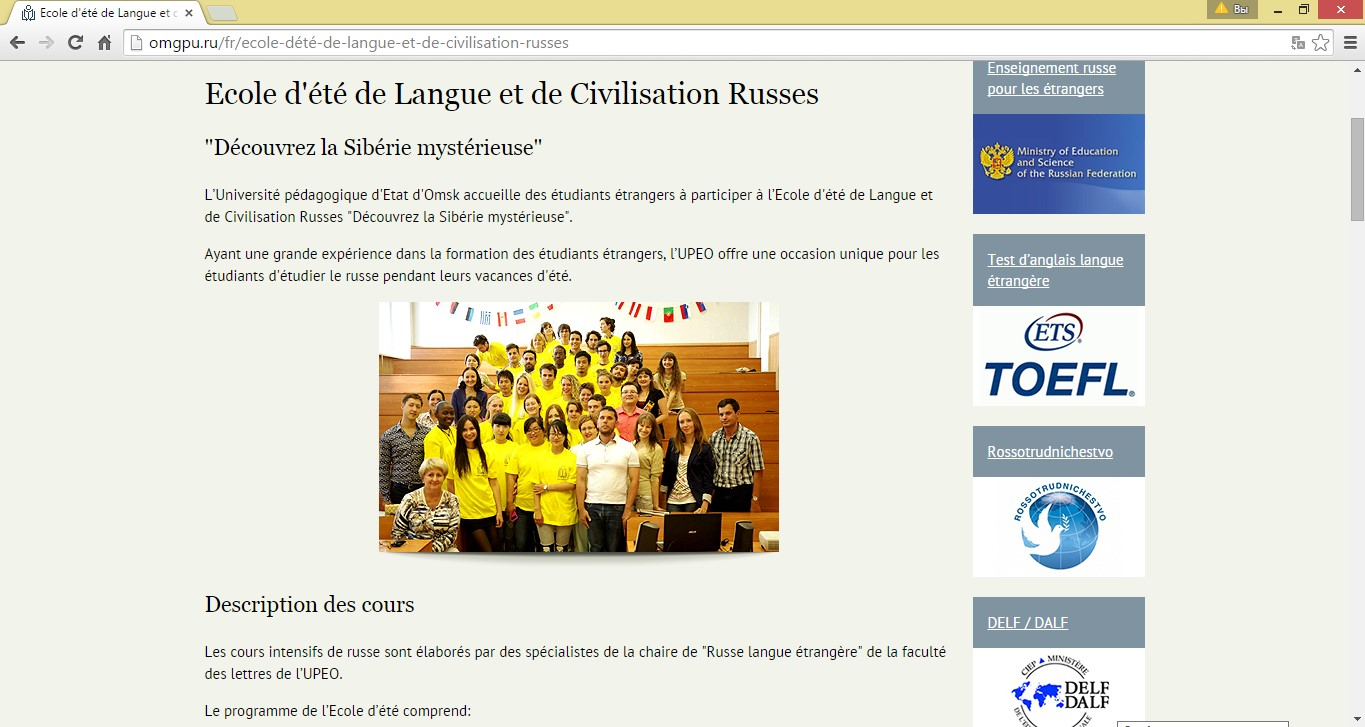 Ecole d'été de Langue et c
Вы
omgpu.ru/fr/ecole-dété-de-langue-et-de-civilisation-russes
Ecole d'été de Langue et de Civilisation Russes
"Découvrez la Sibérie mystérieuse"
L’Université pédagogique d'Etat d'Omsk accueille des étudiants étrangers à participer à l’Ecole d'été de Langue et
de Civilisation Russes "Découvrez la Sibérie mystérieuse".
Ayant une grande expérience dans la formation des étudiants étrangers, l’UPEO offre une occasion unique pour les
étudiants d'étudier le russe pendant leurs vacances d'été.
Description des cours
Les cours intensifs de russe sont élaborés par des spécialistes de la chaire de "Russe langue étrangère" de la faculté
des lettres de l’UPEO.
Le programme de l’Ecole d’été comprend:
Enseignement russe
pour les étrangers
Ministry of Education
and Science
of the Russian Federation
Test d'anglais langue
étrangère
ETS
TOEFL
Rossotrudnichestvo
ROSSOTRUDNICHESTVO
DELF / DALF
CIEP MINISTÈRE
DELF
DALF